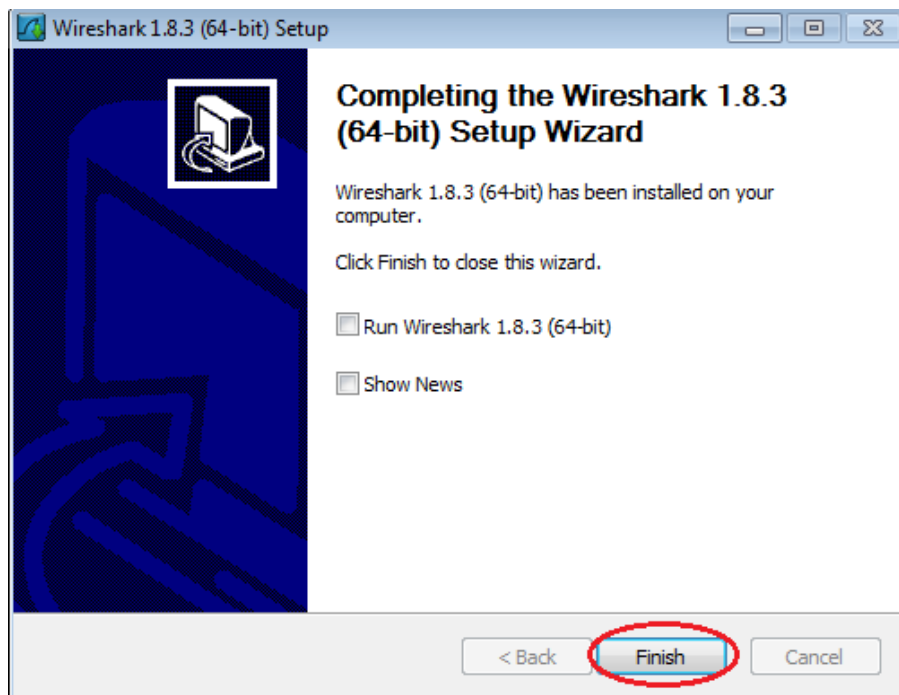 Wireshark 1.8.3 (64-bit) Setup
Completing the Wireshark 1.8.3
(64-bit) Setup Wizard
Wireshark 1.8.3 (64-bit) has been installed on your
computer.
Click Finish to close this wizard.
Run Wireshark 1.8.3 (64-bit)
Show News
< Back Finish Cancel